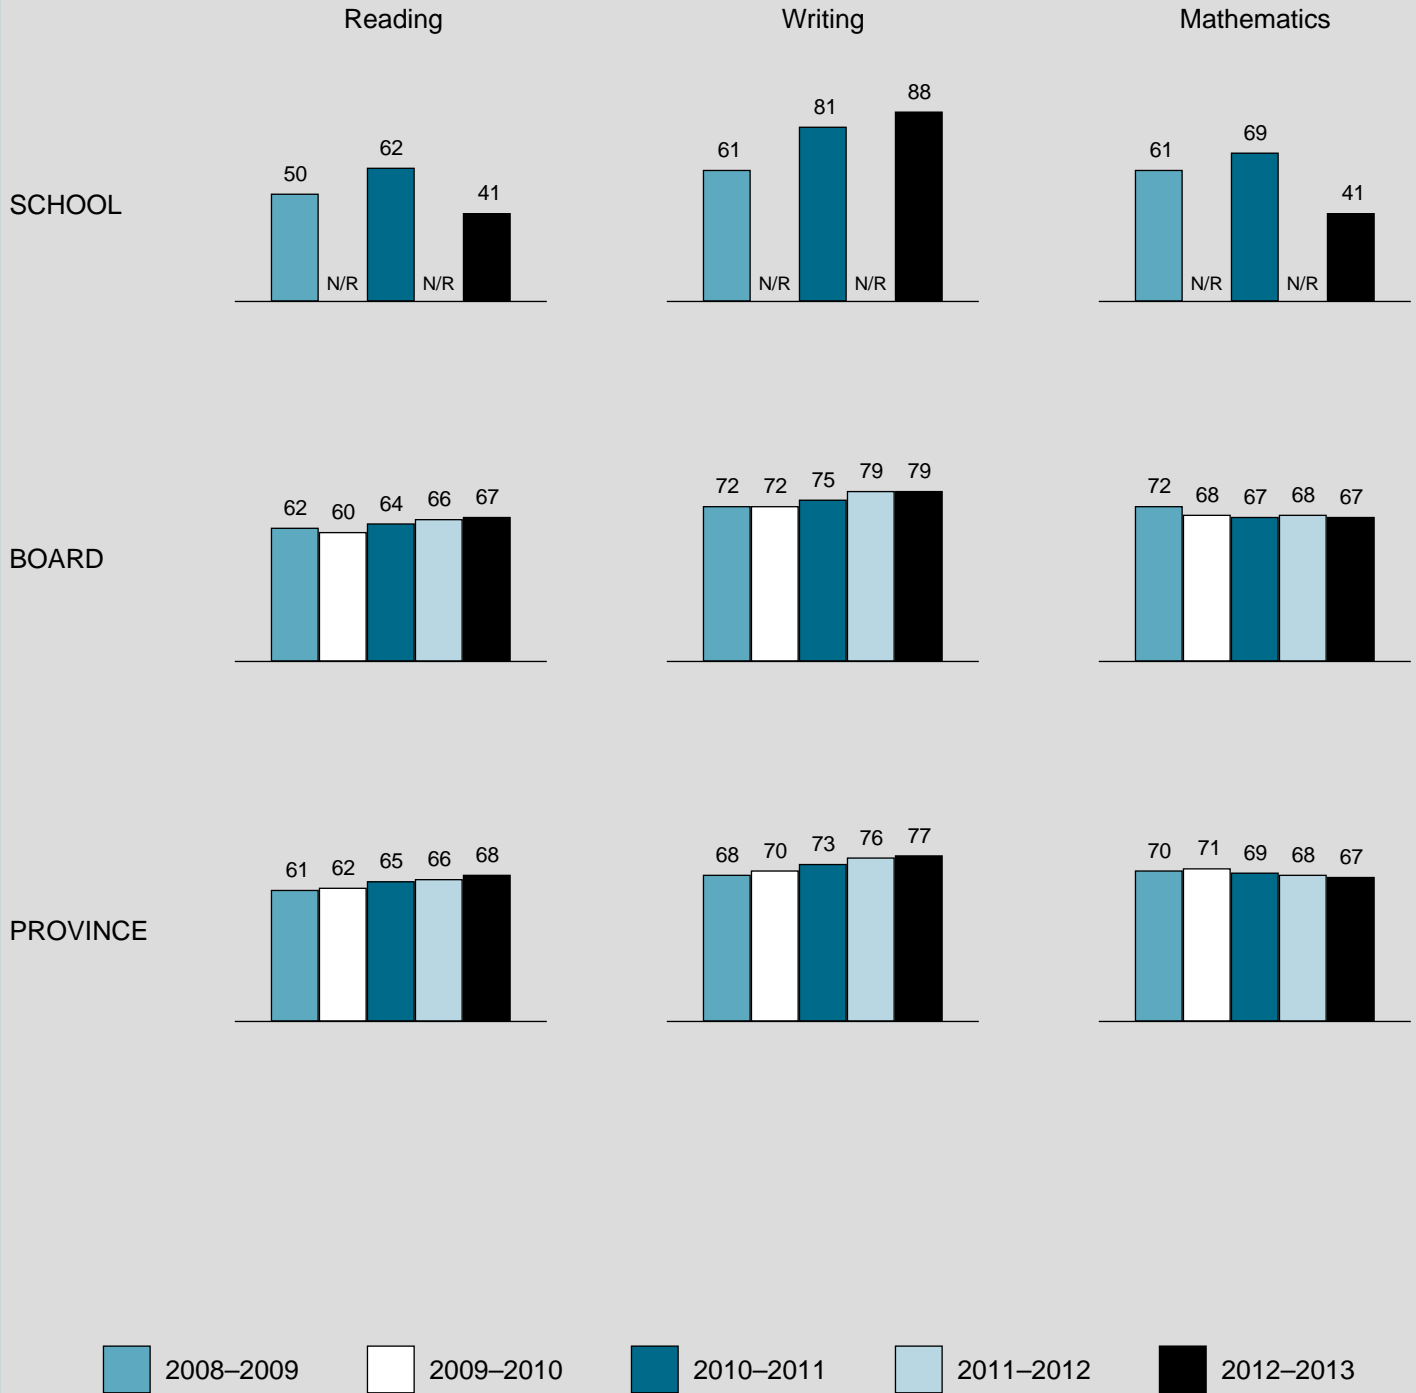 Reading Writing Mathematics
SCHOOL
50 N/R 62 N/R 41
61 N/R 81 N/R 88
61 N/R 69 N/R 41
BOARD
62 60 64 66 67
72 72 75 79 79
72 68 67 68 67
PROVINCE
61 62 65 66 68
68 70 73 76 77
70 71 69 68 67
2008–2009 2009–2010 2010–2011 2011–2012 2012–2013